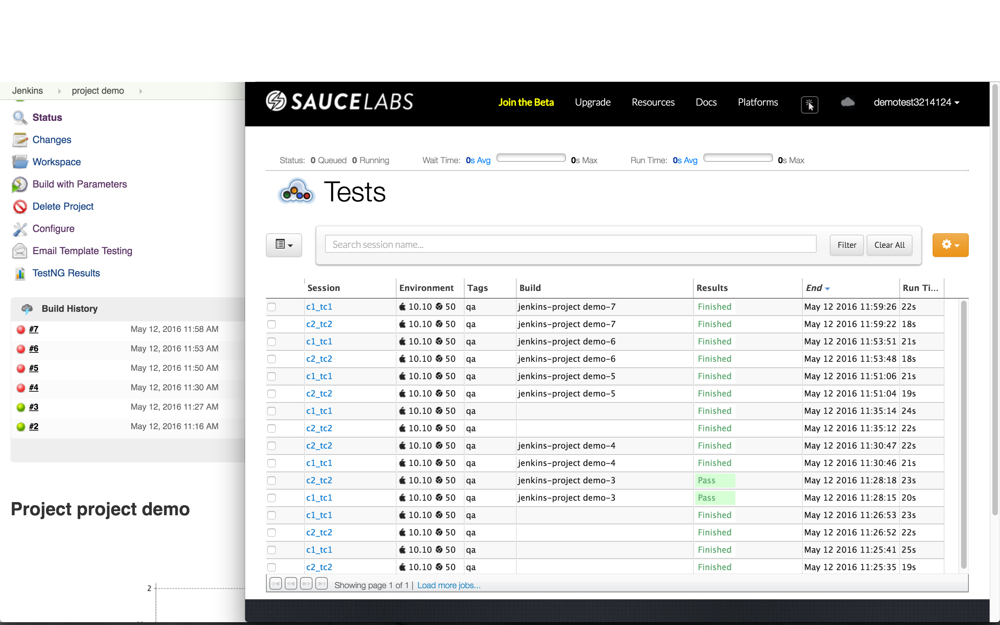 Jenkins project demo
Status
Changes
Workspace
Build with Parameters
Delete Project
Configure
Email Template Testing
TestNG Results
Build History
#7 May 12, 2016 11:58 AM
#6 May 12, 2016 11:53 AM
#5 May 12, 2016 11:50 AM
#4 May 12, 2016 11:30 AM
#3 May 12, 2016 11:27 AM
#2 May 12, 2016 11:16 AM
Project project demo
2
SAUCELABS Join the Beta Upgrade Resources Docs Platforms demotest3214124
Status: 0 Queued 0 Running Wait Time: 0s Avg 0s Max Run Time: 0s Avg 0s Max
Tests
Search session name... Filter Clear All
Session Environment Tags Build Results End Run Ti...
c1_tc1 10.10 50 qa jenkins-project demo-7 Finished May 12 2016 11:59:26 22s
c2_tc2 10.10 50 qa jenkins-project demo-7 Finished May 12 2016 11:59:22 18s
c1_tc1 10.10 50 qa jenkins-project demo-6 Finished May 12 2016 11:53:51 21s
c2_tc2 10.10 50 qa jenkins-project demo-6 Finished May 12 2016 11:53:48 18s
c1_tc1 10.10 50 qa jenkins-project demo-5 Finished May 12 2016 11:51:06 21s
c2_tc2 10.10 50 qa jenkins-project demo-5 Finished May 12 2016 11:51:04 19s
c1_tc1 10.10 50 qa Finished May 12 2016 11:35:14 24s
c2_tc2 10.10 50 qa Finished May 12 2016 11:35:12 22s
c2_tc2 10.10 50 qa jenkins-project demo-4 Finished May 12 2016 11:30:47 22s
c1_tc1 10.10 50 qa jenkins-project demo-4 Finished May 12 2016 11:30:46 21s
c2_tc2 10.10 50 qa jenkins-project demo-3 Pass May 12 2016 11:28:18 23s
c1_tc1 10.10 50 qa jenkins-project demo-3 Pass May 12 2016 11:28:15 20s
c1_tc1 10.10 50 qa Finished May 12 2016 11:26:53 23s
c2_tc2 10.10 50 qa Finished May 12 2016 11:26:52 22s
c1_tc1 10.10 50 qa Finished May 12 2016 11:25:41 25s
c2_tc2 10.10 50 qa Finished May 12 2016 11:25:35 19s
Showing page 1 of 1 | Load more jobs...